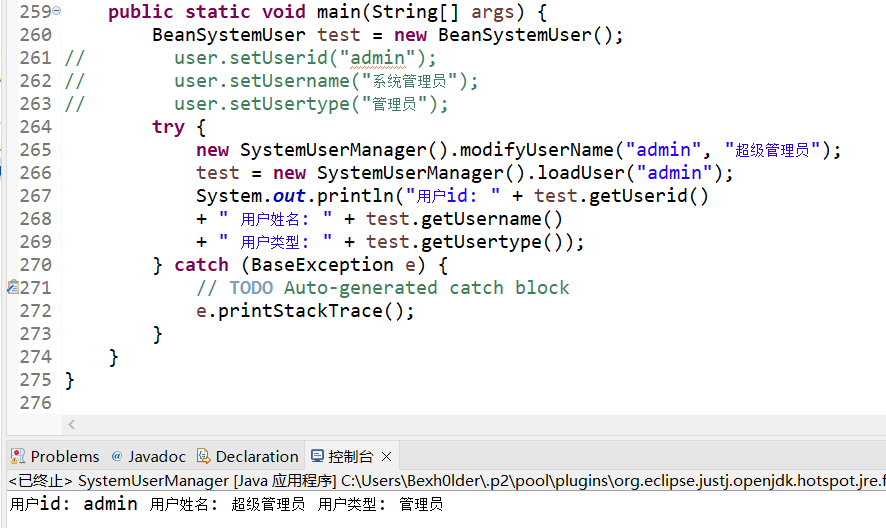 259 public static void main(String[] args) {
260 BeanSystemUser test = new BeanSystemUser();
261 // user.setUserid("admin");
262 // user.setUsername("系统管理员");
263 // user.setUsertype("管理员");
264 try {
265 new SystemUserManager().modifyUserName("admin", "超级管理员");
266 test = new SystemUserManager().loadUser("admin");
267 System.out.println("用户id: " + test.getUserid()
268 + " 用户姓名: " + test.getUsername()
269 + " 用户类型: " + test.getUsertype());
270 } catch (BaseException e) {
271 // TODO Auto-generated catch block
272 e.printStackTrace();
273 }
274 }
275 }
276
Problems @ Javadoc Declaration 控制台
<已终止> SystemUserManager [Java 应用程序] C:\Users\Bexh0lder\.p2\pool\plugins\org.eclipse.justj.openjdk.hotspot.jre.f
用户id: admin 用户姓名: 超级管理员 用户类型: 管理员